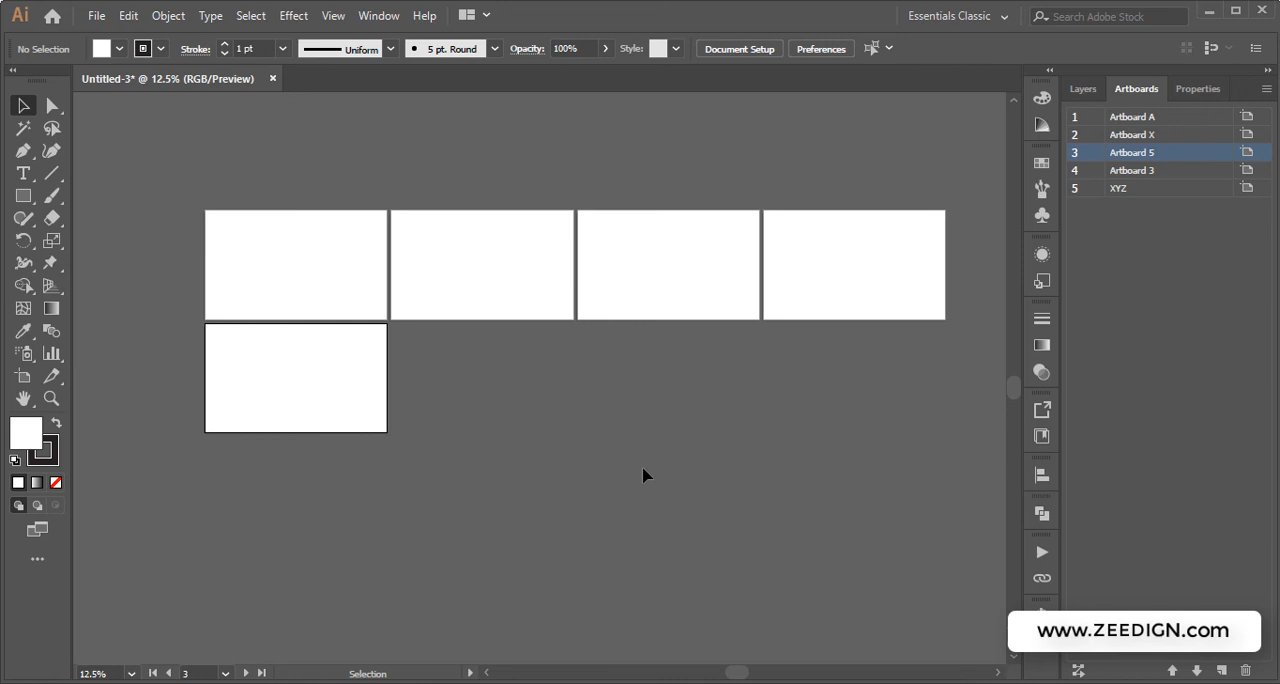 Ai File Edit Object Type Select Effect View Window Help Essentials Classic Search Adobe Stock
No Selection Stroke: 1 pt Uniform 5 pt. Round Opacity: 100% Style: Document Setup Preferences
Untitled-3* @ 12.5% (RGB/Preview) ×
Layers Artboards Properties
1 Artboard A
2 Artboard X
3 Artboard 5
4 Artboard 3
5 XYZ
www.ZEEDIGN.com
12.5% 3 Selection